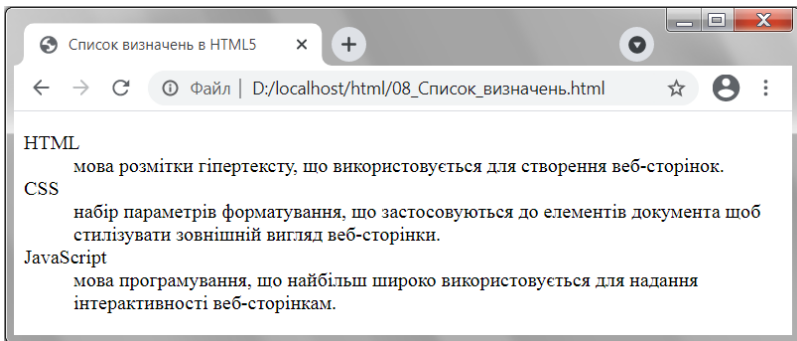 Список визначень в HTML5
Файл | D:/localhost/html/08_Список_визначень.html
HTML
мова розмітки гіпертексту, що використовується для створення веб-сторінок.
CSS
набір параметрів форматування, що застосовуються до елементів документа щоб
стилізувати зовнішній вигляд веб-сторінки.
JavaScript
мова програмування, що найбільш широко використовується для надання
інтерактивності веб-сторінкам.